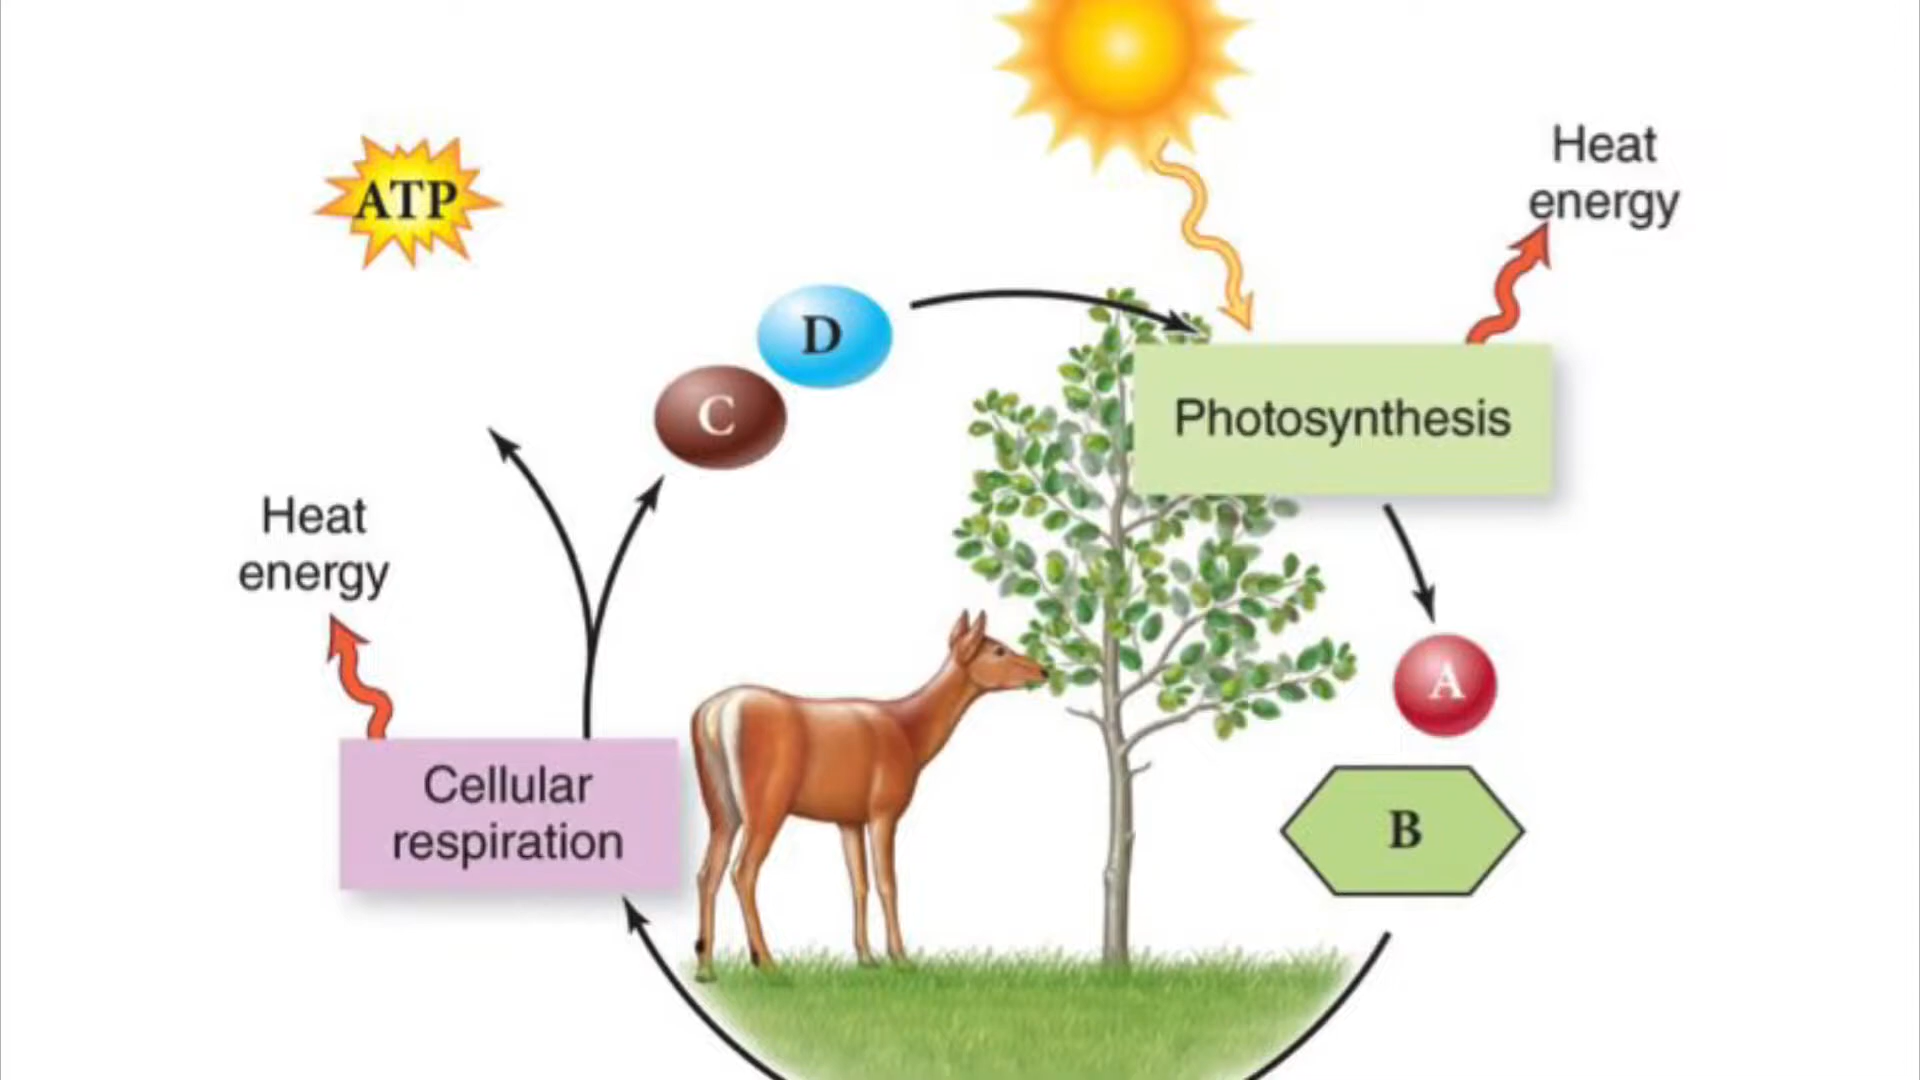 ATP
Heat
energy
D
C
Photosynthesis
Heat
energy
A
B
Cellular
respiration